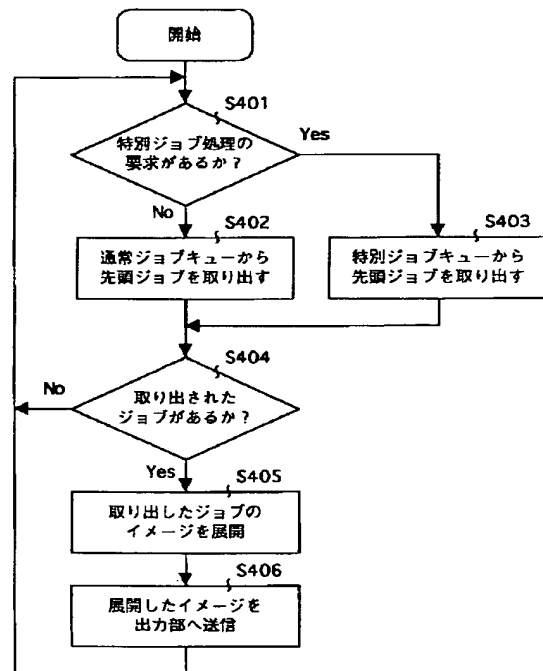 開始
S401
特別ジョブ処理の
要求があるか？
Yes
No
S402
通常ジョブキューから
先頭ジョブを取り出す
S403
特別ジョブキューから
先頭ジョブを取り出す
S404
取り出された
ジョブがあるか？
No
Yes
S405
取り出したジョブの
イメージを展開
S406
展開したイメージを
出力部へ送信